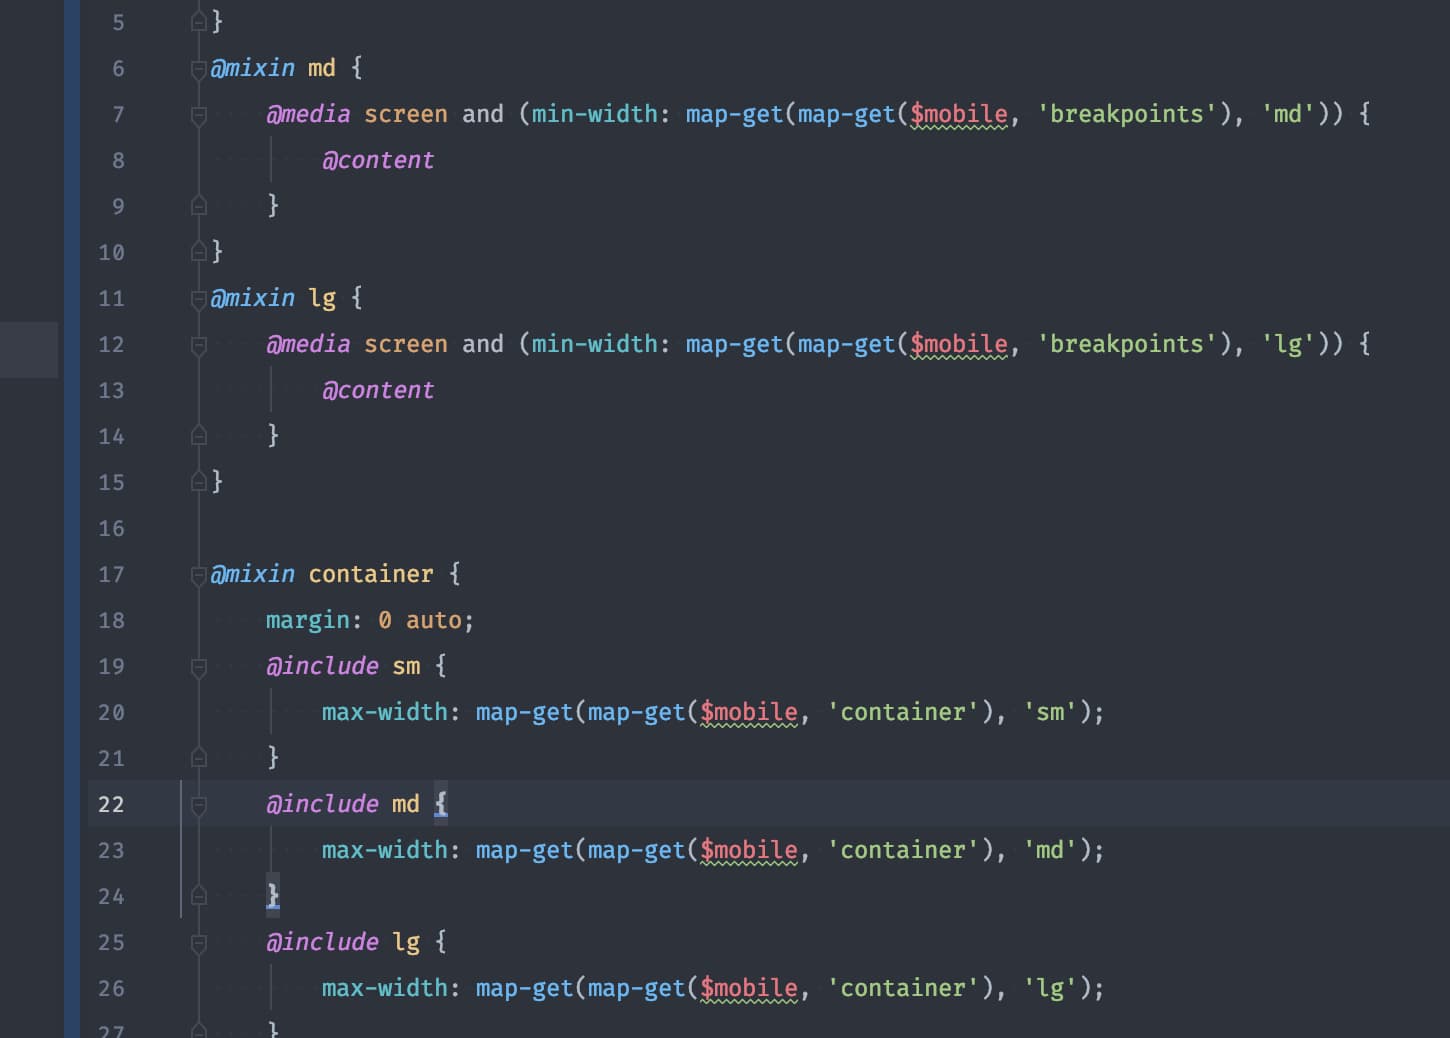 5 }
6 @mixin md {
7 @media screen and (min-width: map-get(map-get($mobile, 'breakpoints'), 'md')) {
8 @content
9 }
10 }
11 @mixin lg {
12 @media screen and (min-width: map-get(map-get($mobile, 'breakpoints'), 'lg')) {
13 @content
14 }
15 }
16
17 @mixin container {
18 margin: 0 auto;
19 @include sm {
20 max-width: map-get(map-get($mobile, 'container'), 'sm');
21 }
22 @include md {
23 max-width: map-get(map-get($mobile, 'container'), 'md');
24 }
25 @include lg {
26 max-width: map-get(map-get($mobile, 'container'), 'lg');
27 }